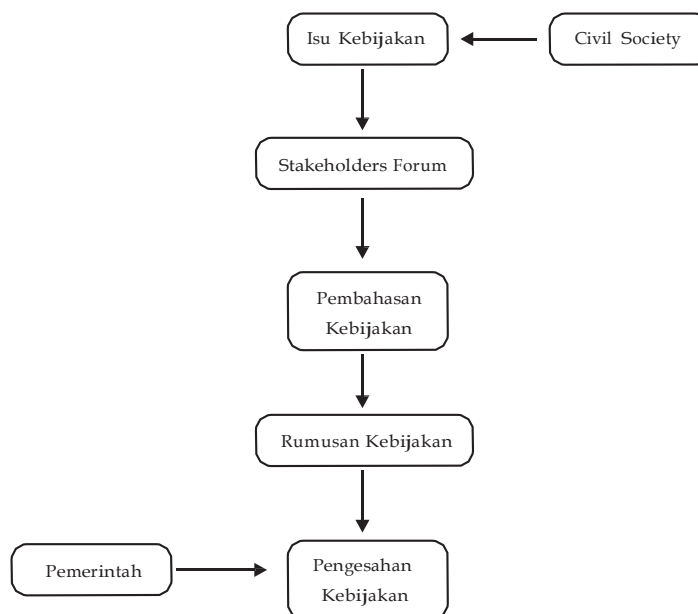 Isu Kebijakan
Civil Society
Stakeholders Forum
Pembahasan
Kebijakan
Rumusan Kebijakan
Pemerintah
Pengesahan
Kebijakan